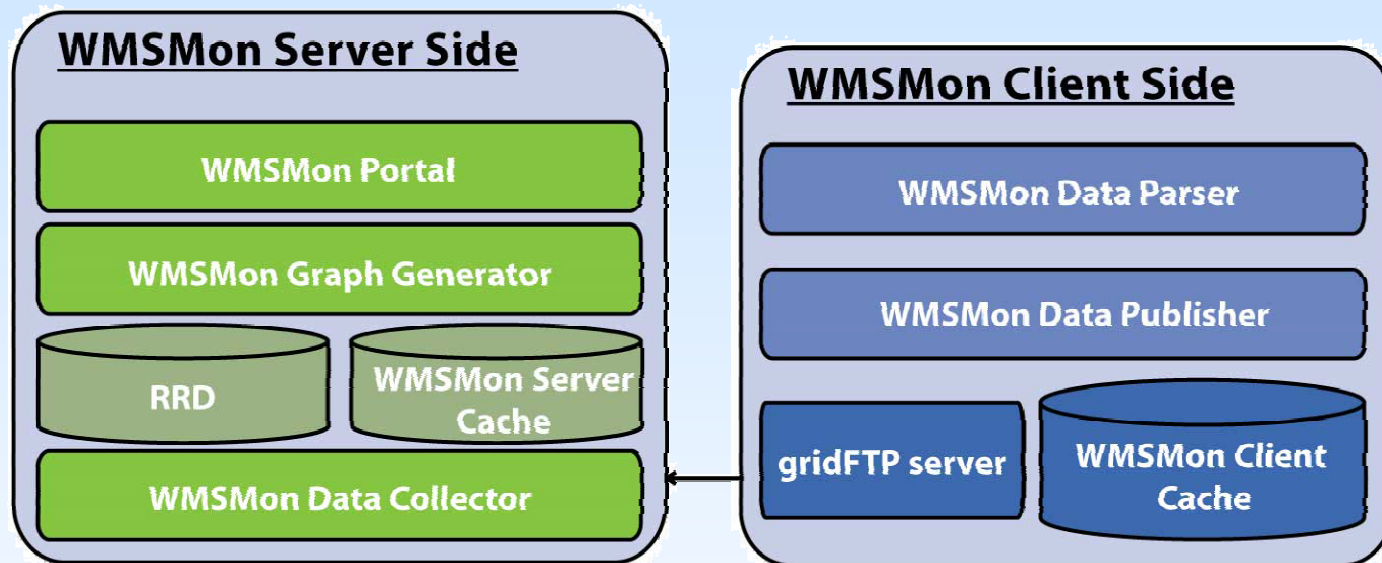 WMSMon Server Side
WMSMon Portal
WMSMon Graph Generator
RRD
WMSMon Server
Cache
WMSMon Data Collector
WMSMon Client Side
WMSMon Data Parser
WMSMon Data Publisher
gridFTP server
WMSMon Client
Cache